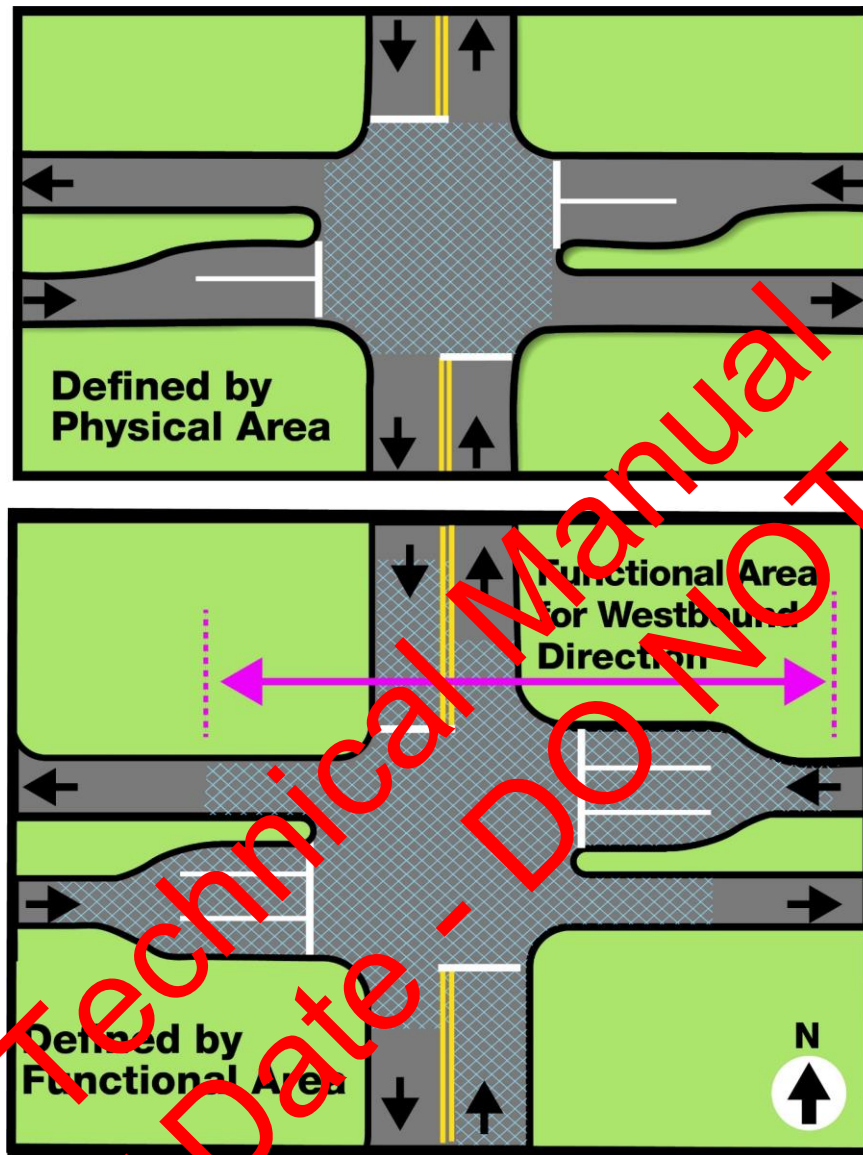 Defined by
Physical Area
Functional Area
for Westbound
Direction
Defined by
Functional Area
N
Technical Manual
Date - DO NOT